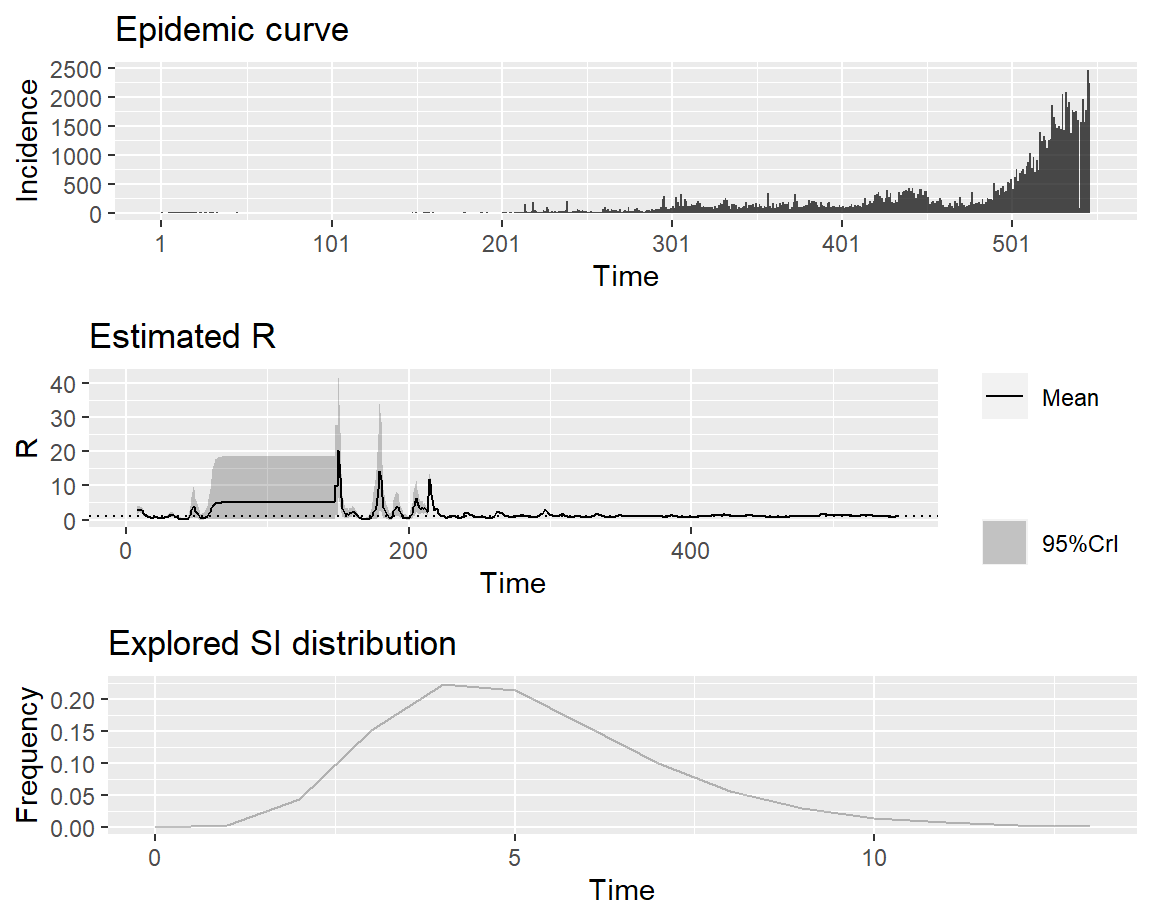 Epidemic curve
2500
2000
1500
1000
500
0
Incidence
1 101 201 301 401 501
Time
Estimated R
40
30
20
10
0
R
0 200 400
Time
Mean
95%CrI
Explored SI distribution
0.20
0.15
0.10
0.05
0.00
Frequency
0 5 10
Time